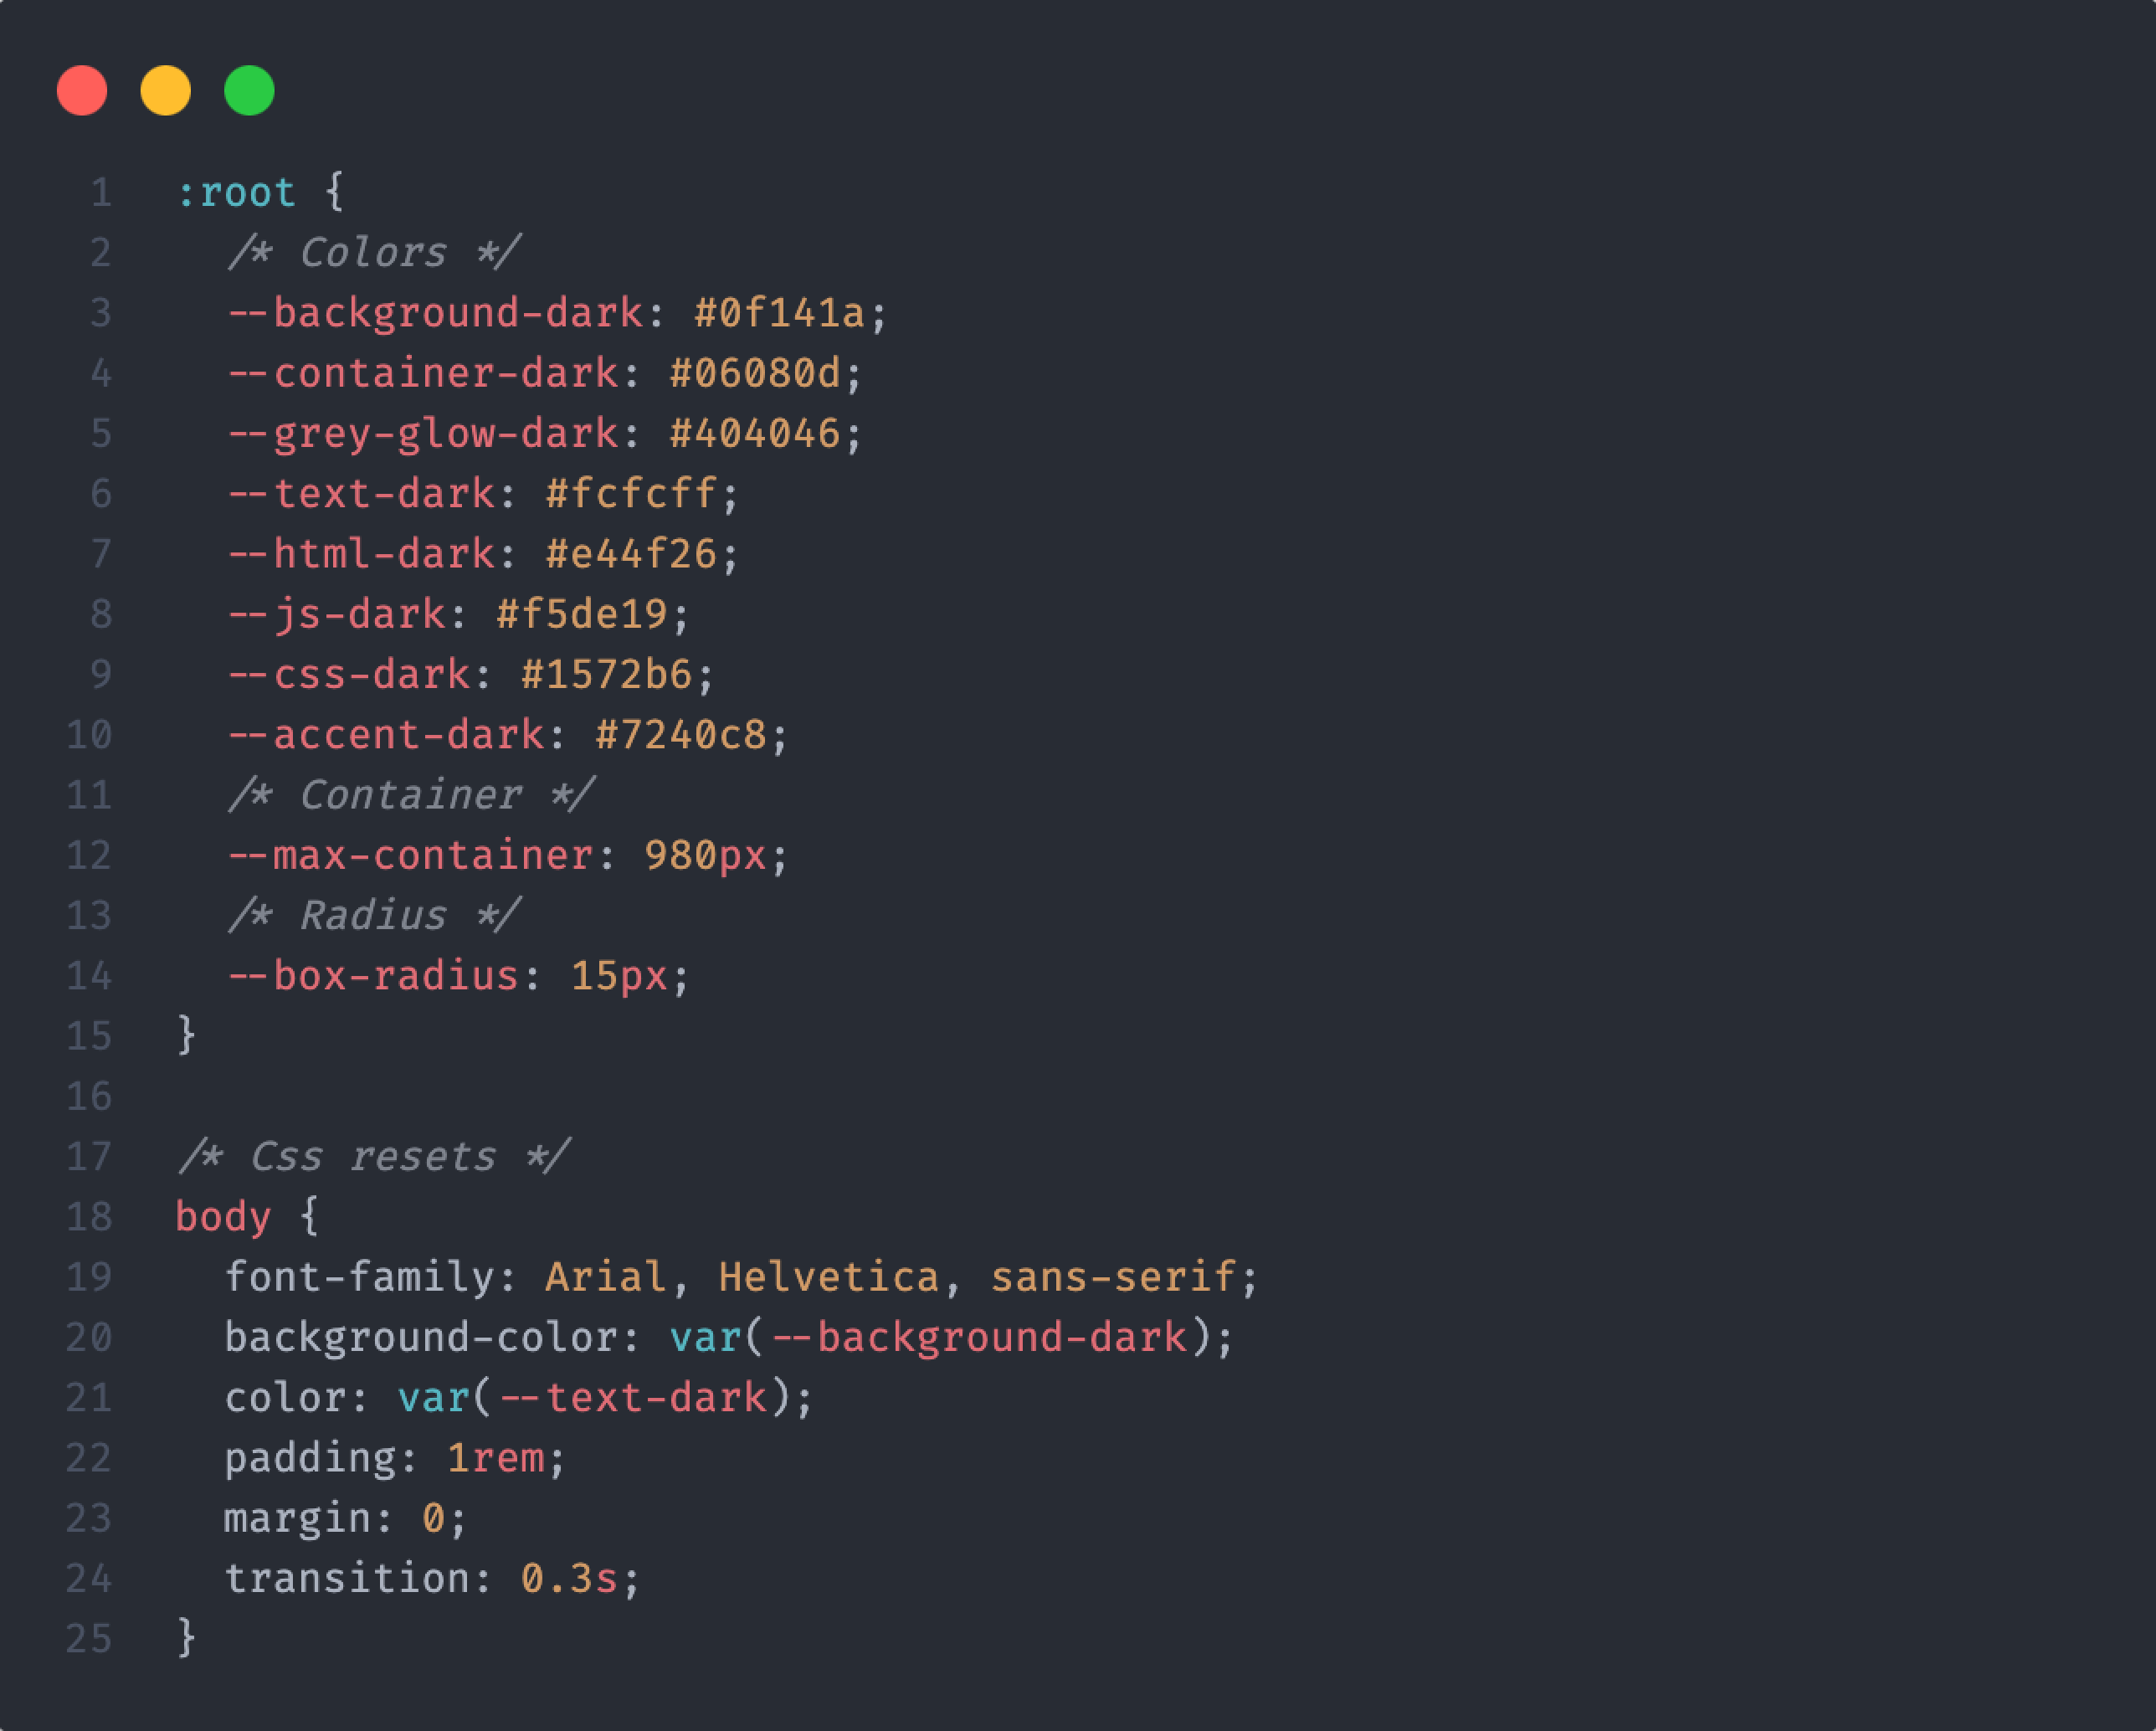 1 :root {
2 /* Colors */
3 --background-dark: #0f141a;
4 --container-dark: #06080d;
5 --grey-glow-dark: #404046;
6 --text-dark: #fcfcff;
7 --html-dark: #e44f26;
8 --js-dark: #f5de19;
9 --css-dark: #1572b6;
10 --accent-dark: #7240c8;
11 /* Container */
12 --max-container: 980px;
13 /* Radius */
14 --box-radius: 15px;
15 }
16
17 /* Css resets */
18 body {
19 font-family: Arial, Helvetica, sans-serif;
20 background-color: var(--background-dark);
21 color: var(--text-dark);
22 padding: 1rem;
23 margin: 0;
24 transition: 0.3s;
25 }